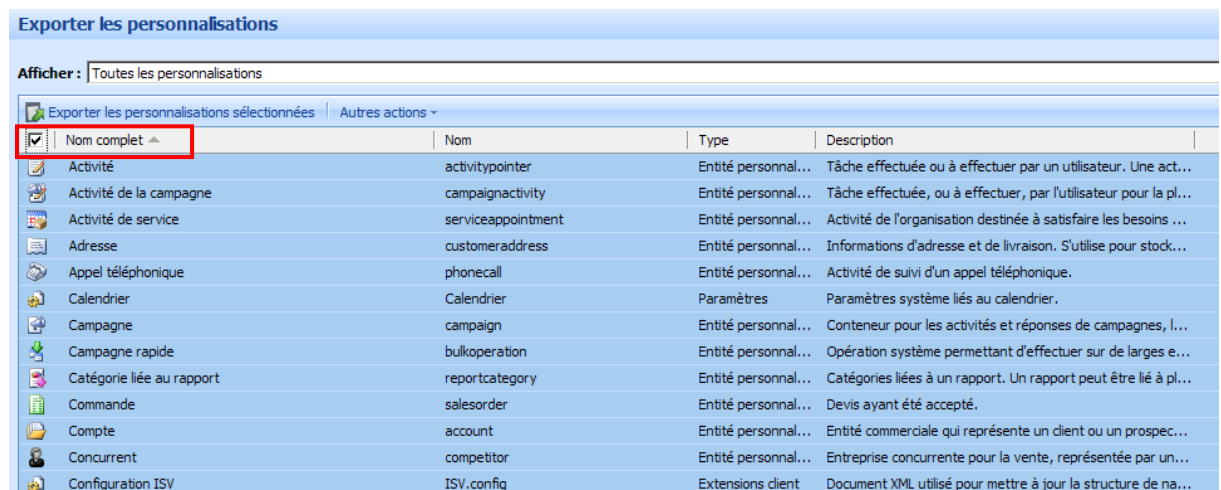 Exporter les personnalisations
Afficher : Toutes les personnalisations
Exporter les personnalisations sélectionnées Autres actions
Nom complet Nom Type Description
Activité activitypointer Entité personnal... Tâche effectuée ou à effectuer par un utilisateur. Une act...
Activité de la campagne campaignactivity Entité personnal... Tâche effectuée, ou à effectuer, par l'utilisateur pour la pl...
Activité de service serviceappointment Entité personnal... Activité de l'organisation destinée à satisfaire les besoins ...
Adresse customeraddress Entité personnal... Informations d'adresse et de livraison. S'utilise pour stock...
Appel téléphonique phonecall Entité personnal... Activité de suivi d'un appel téléphonique.
Calendrier Calendrier Paramètres Paramètres système liés au calendrier.
Campagne campaign Entité personnal... Conteneur pour les activités et réponses de campagnes, l...
Campagne rapide bulkoperation Entité personnal... Opération système permettant d'effectuer sur de larges e...
Catégorie liée au rapport reportcategory Entité personnal... Catégories liées à un rapport. Un rapport peut être lié à pl...
Commande salesorder Entité personnal... Devis ayant été accepté.
Compte account Entité personnal... Entité commerciale qui représente un client ou un prospec...
Concurrent competitor Entité personnal... Entreprise concurrente pour la vente, représentée par un...
Configuration ISV ISV.config Extensions client Document XML utilisé pour mettre à jour la structure de na...